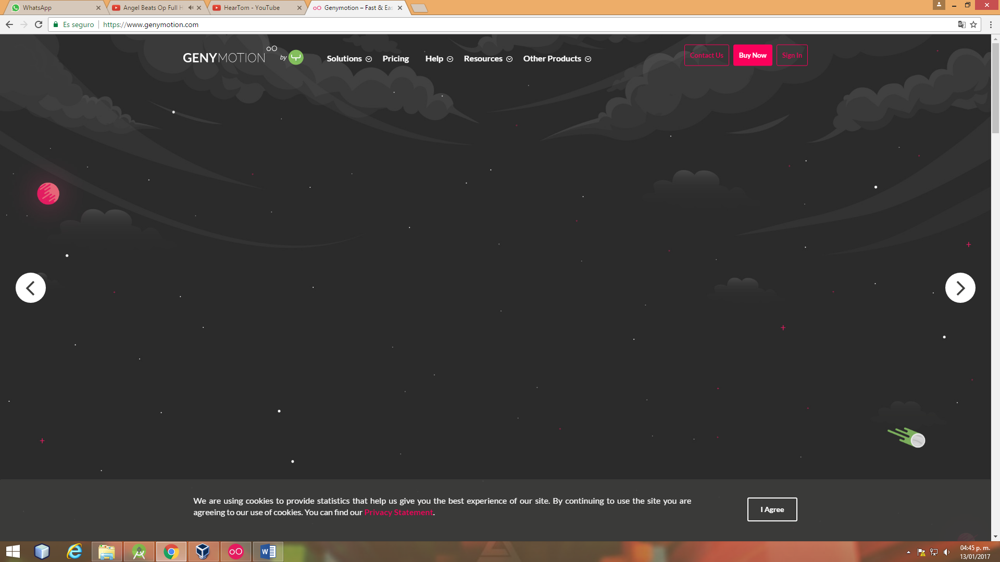 WhatsApp
Angel Beats Op Full H
HearTom - YouTube
Genymotion – Fast & Eas
Es seguro
https://www.genymotion.com
GENYMOTION by
Solutions
Pricing
Help
Resources
Other Products
Contact Us
Buy Now
Sign In
We are using cookies to provide statistics that help us give you the best experience of our site. By continuing to use the site you are
agreeing to our use of cookies. You can find our Privacy Statement.
I Agree
04:45 p. m.
13/01/2017